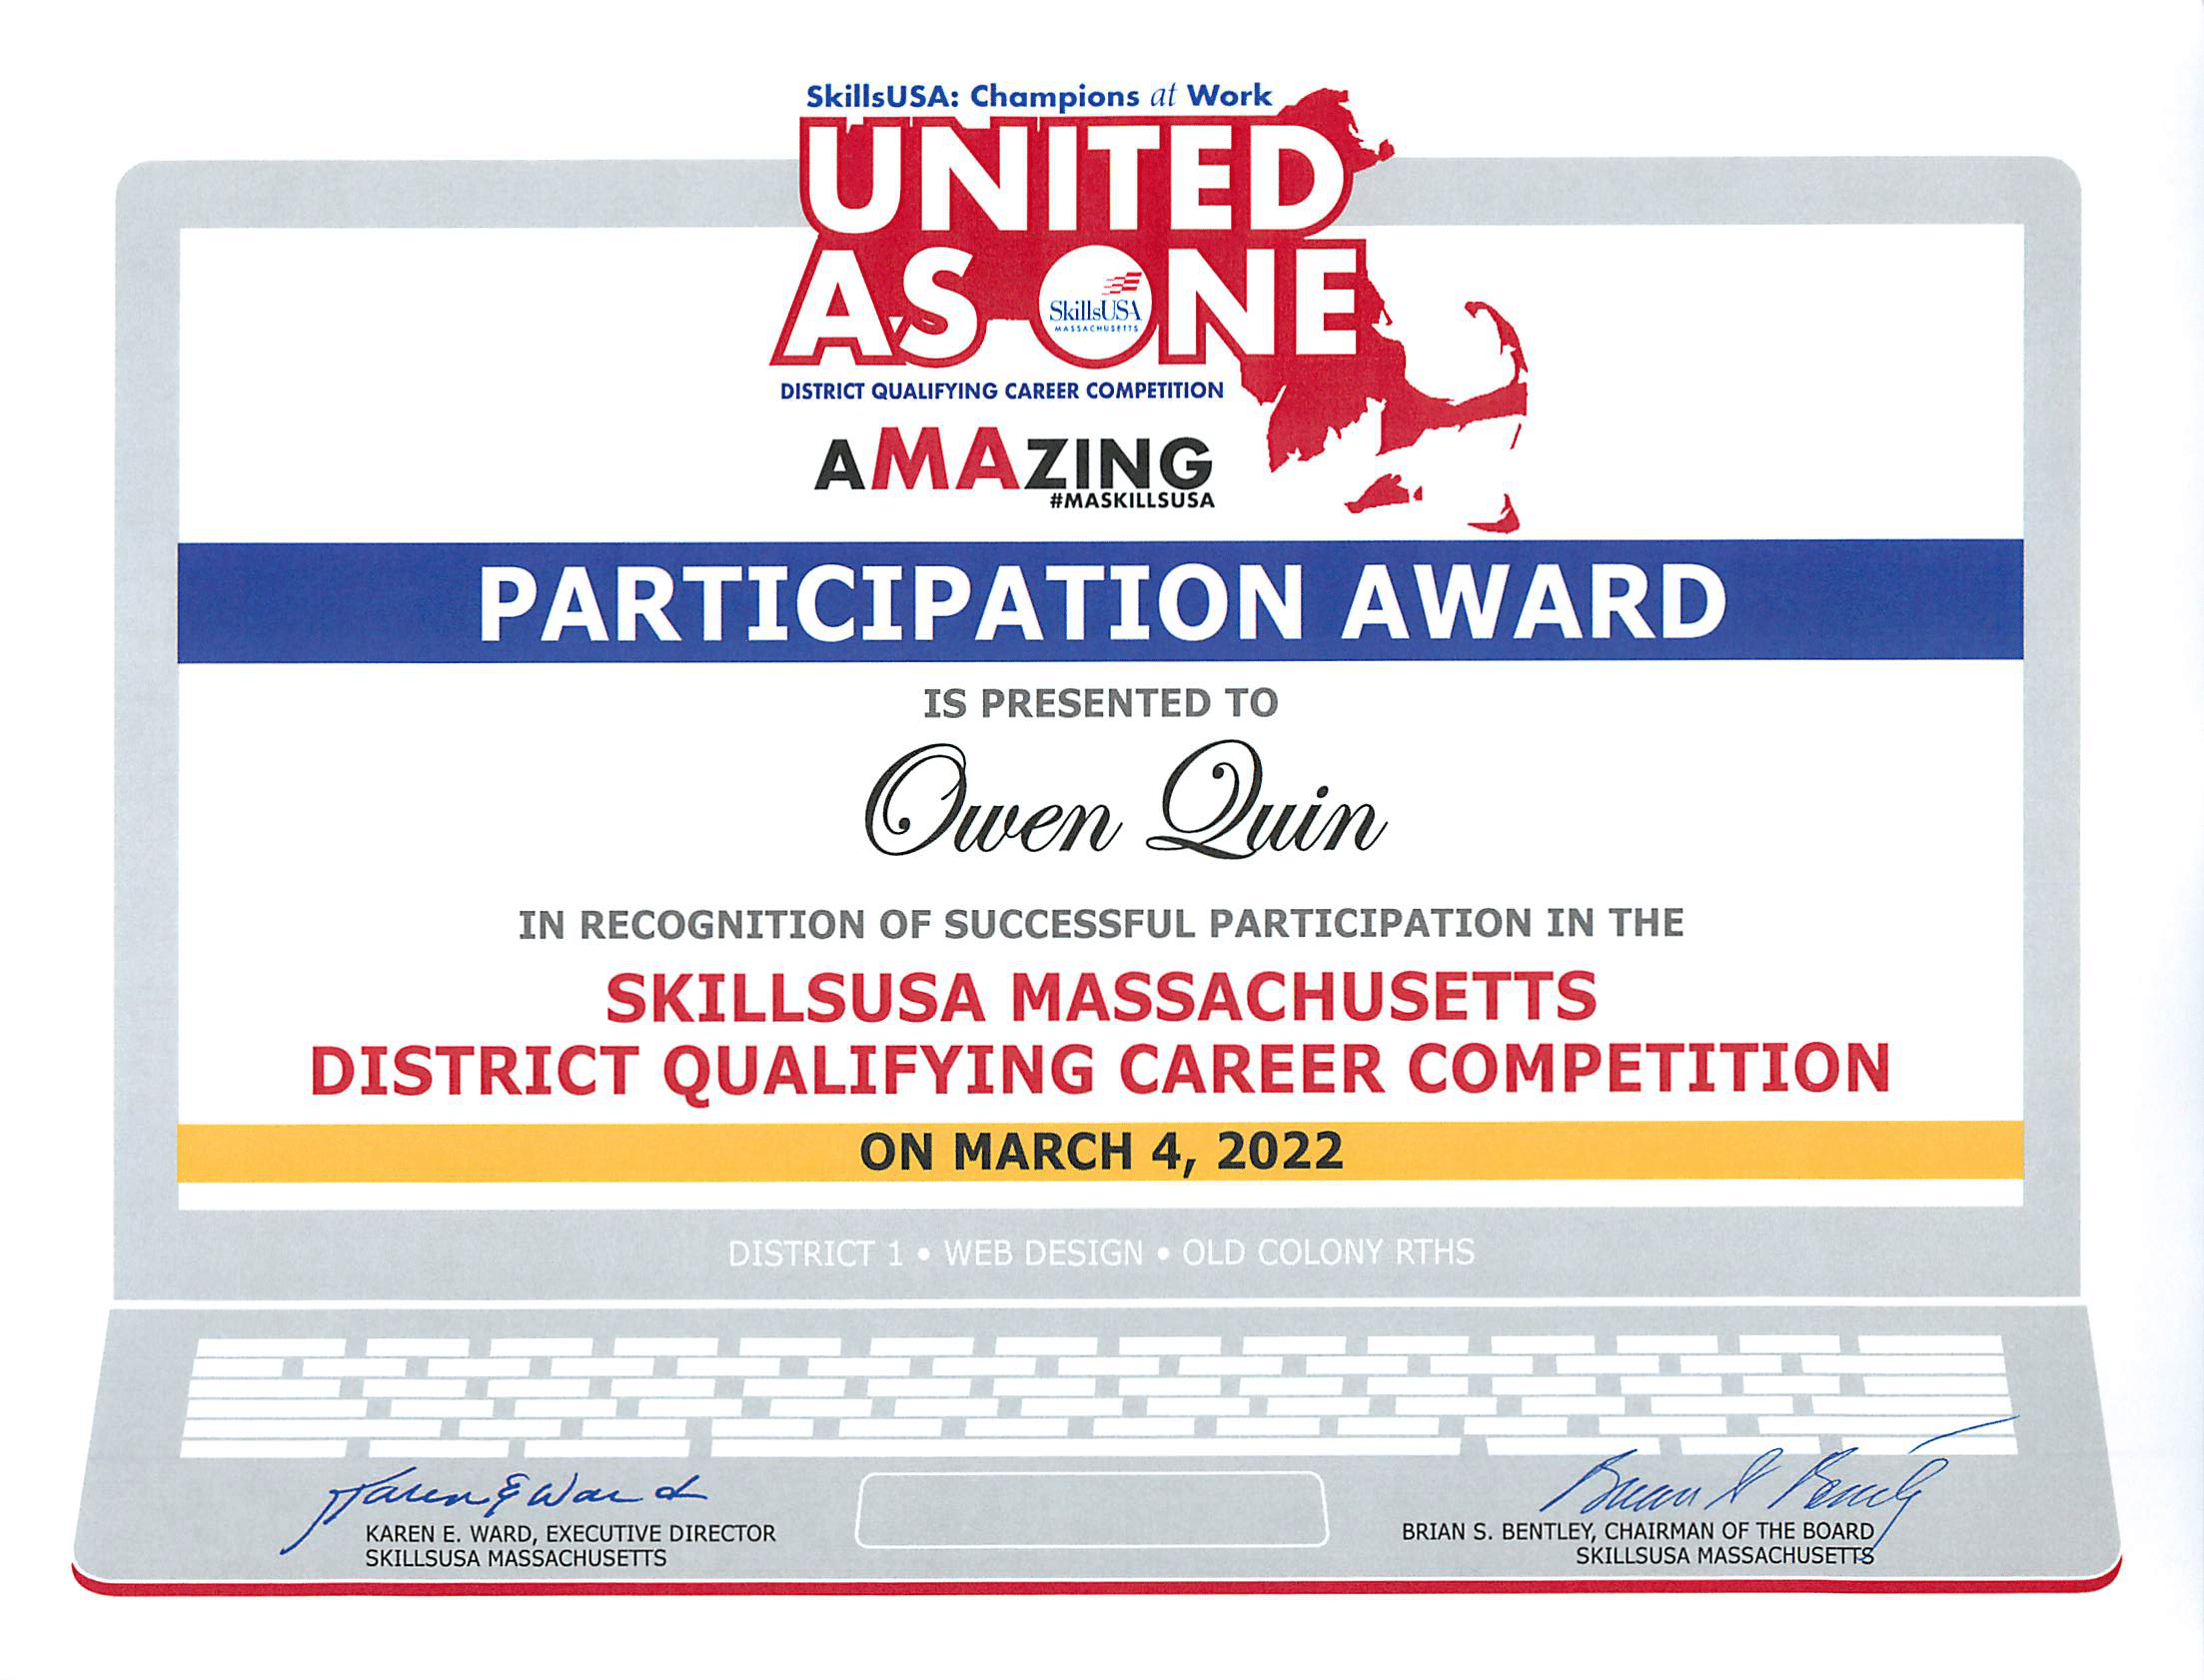 SkillsUSA: Champions at Work
UNITED
AS ONE
SkillsUSA
MASSACHUSETTS
DISTRICT QUALIFYING CAREER COMPETITION
AMAZING
#MASKILLSUSA
PARTICIPATION AWARD
IS PRESENTED TO
Owen Quin
IN RECOGNITION OF SUCCESSFUL PARTICIPATION IN THE
SKILLSUSA MASSACHUSETTS
DISTRICT QUALIFYING CAREER COMPETITION
ON MARCH 4, 2022
DISTRICT 1 • WEB DESIGN • OLD COLONY RTHS
Karen E Ward
KAREN E. WARD, EXECUTIVE DIRECTOR
SKILLSUSA MASSACHUSETTS
Brian S Bently
BRIAN S. BENTLEY, CHAIRMAN OF THE BOARD
SKILLSUSA MASSACHUSETTS